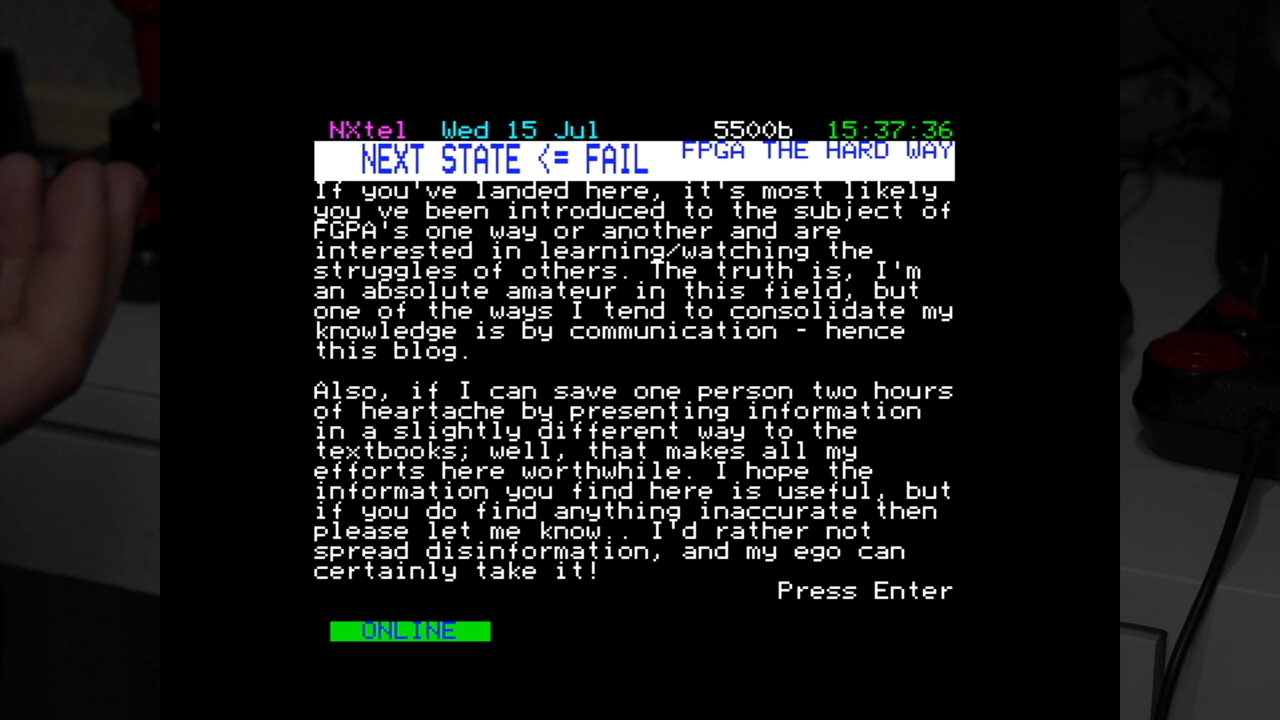 NXtel Wed 15 Jul 5500b 15:37:36
NEXT STATE <= FAIL FPGA THE HARD WAY
If you've landed here, it's most likely
you've been introduced to the subject of
FGPA's one way or another and are
interested in learning/watching the
struggles of others. The truth is, I'm
an absolute amateur in this field, but
one of the ways I tend to consolidate my
knowledge is by communication - hence
this blog.
Also, if I can save one person two hours
of heartache by presenting information
in a slightly different way to the
textbooks; well, that makes all my
efforts here worthwhile. I hope the
information you find here is useful, but
if you do find anything inaccurate then
please let me know.. I'd rather not
spread disinformation, and my ego can
certainly take it!
Press Enter
ONLINE